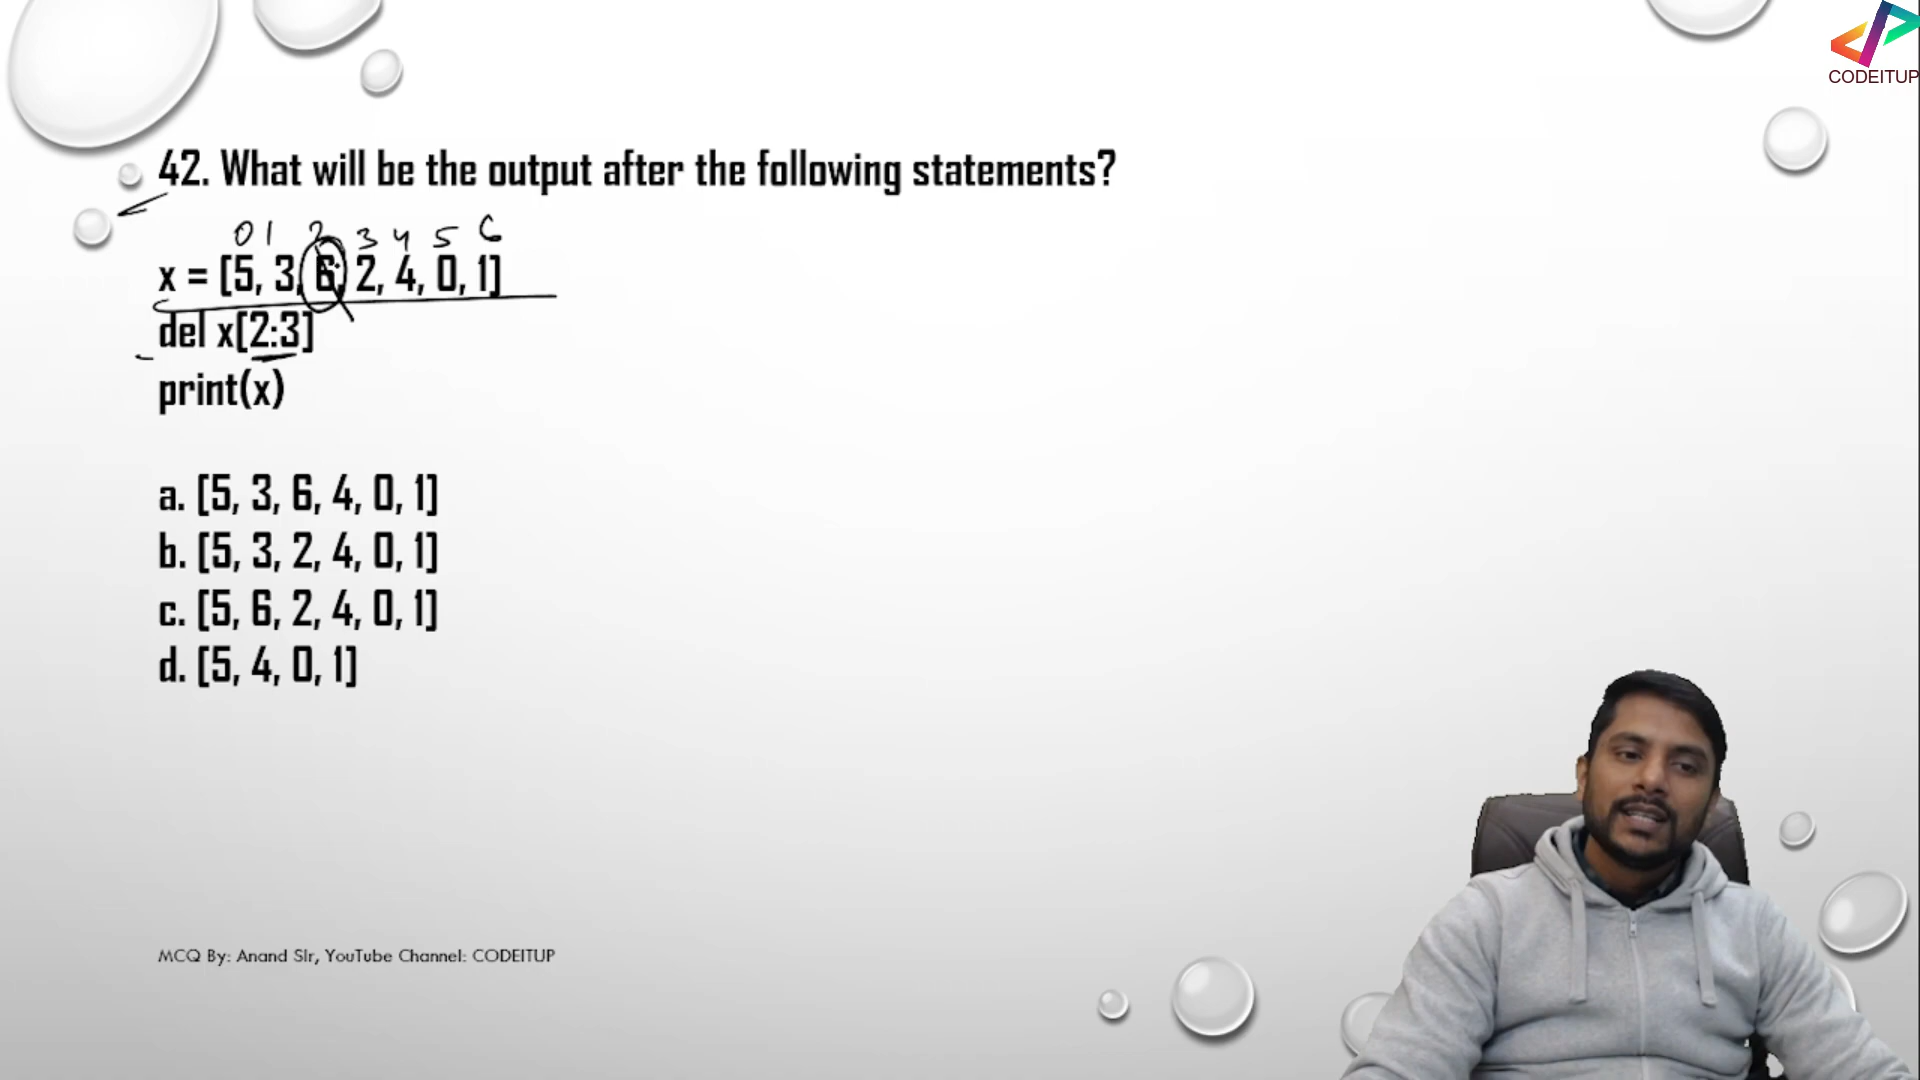 CODEITUP
42. What will be the output after the following statements?
0 1 2 3 4 5 6
x = [5, 3, 6, 2, 4, 0, 1]
del x[2:3]
print(x)
a. [5, 3, 6, 4, 0, 1]
b. [5, 3, 2, 4, 0, 1]
c. [5, 6, 2, 4, 0, 1]
d. [5, 4, 0, 1]
MCQ By: Anand SIr, YouTube Channel: CODEITUP